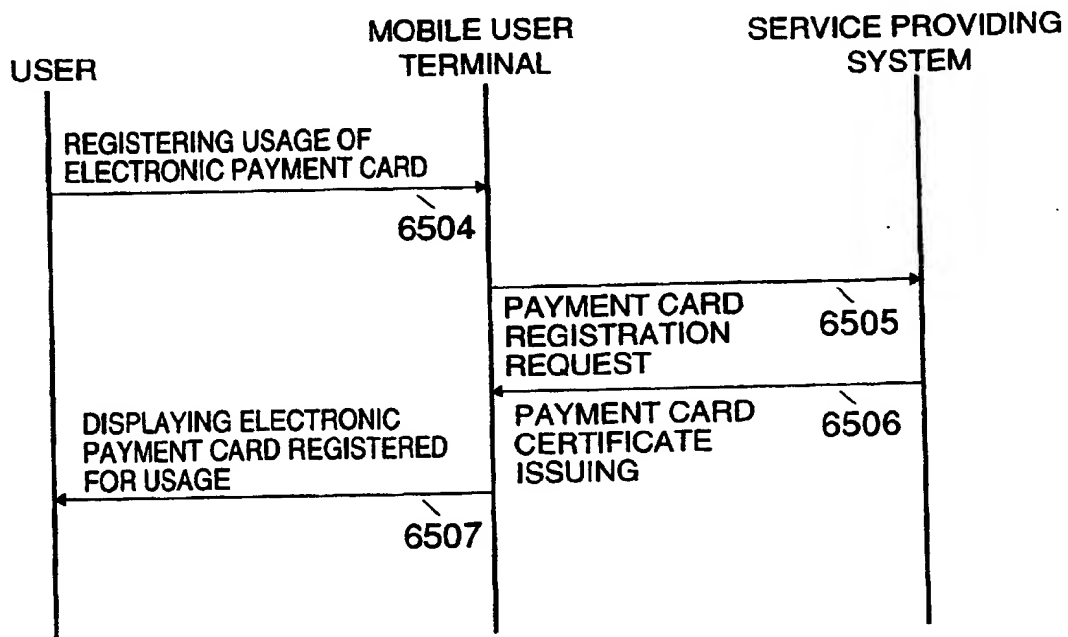 USER
MOBILE USER
TERMINAL
SERVICE PROVIDING
SYSTEM
REGISTERING USAGE OF
ELECTRONIC PAYMENT CARD
6504
PAYMENT CARD
REGISTRATION
REQUEST
6505
DISPLAYING ELECTRONIC
PAYMENT CARD REGISTERED
FOR USAGE
PAYMENT CARD
CERTIFICATE
ISSUING
6506
6507